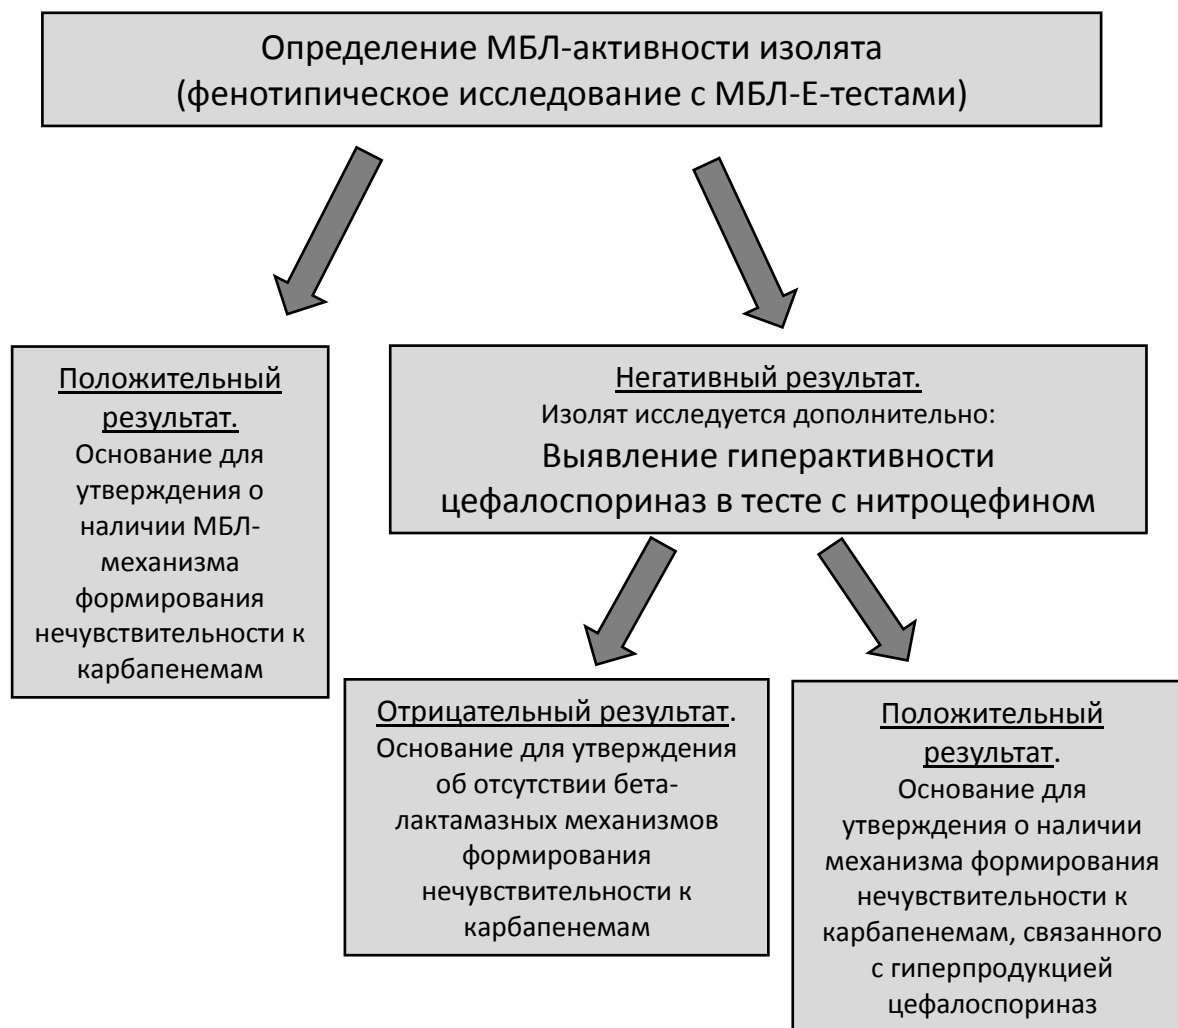 Определение МБЛ-активности изолята
(фенотипическое исследование с МБЛ-Е-тестами)
Положительный
результат.
Основание для
утверждения о
наличии МБЛ-
механизма
формирования
нечувствительности к
карбапенемам
Негативный результат.
Изолят исследуется дополнительно:
Выявление гиперактивности
цефалоспориназ в тесте с нитроцефином
Отрицательный результат.
Основание для утверждения
об отсутствии бета-
лактамазных механизмов
формирования
нечувствительности к
карбапенемам
Положительный
результат.
Основание для
утверждения о наличии
механизма формирования
нечувствительности к
карбапенемам, связанного
с гиперпродукцией
цефалоспориназ